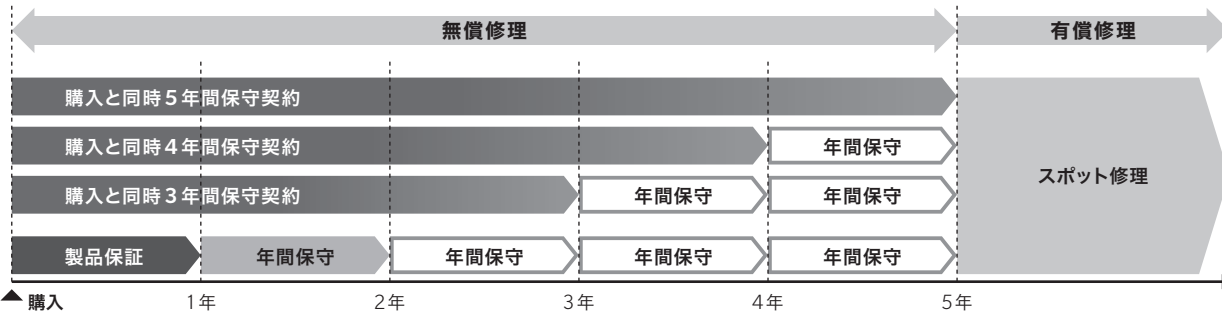 無償修理 有償修理
購入と同時5年間保守契約
購入と同時4年間保守契約 年間保守
購入と同時3年間保守契約 年間保守 年間保守
スポット修理
製品保証 年間保守 年間保守 年間保守 年間保守
▲購入 1年 2年 3年 4年 5年